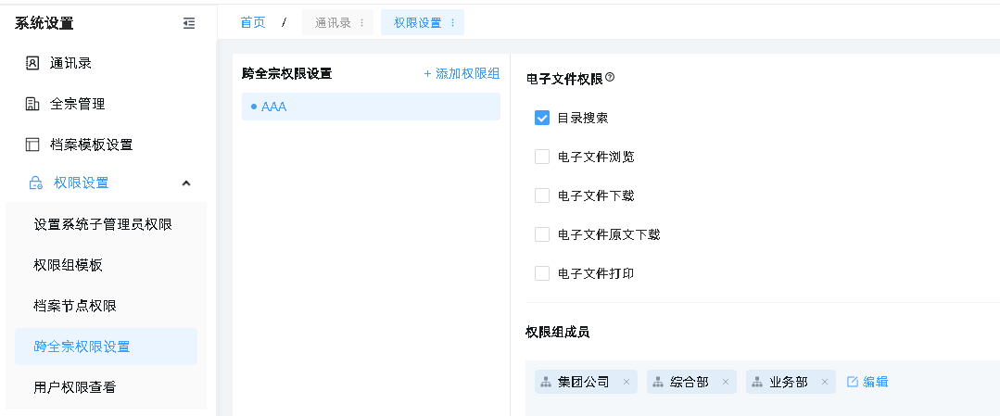 系统设置
通讯录
全宗管理
档案模板设置
权限设置
设置系统子管理员权限
权限组模板
档案节点权限
跨全宗权限设置
用户权限查看
首页 / 通讯录 权限设置
跨全宗权限设置 + 添加权限组
AAA
电子文件权限
目录搜索
电子文件浏览
电子文件下载
电子文件原文下载
电子文件打印
权限组成员
集团公司 × 综合部 × 业务部 × 编辑